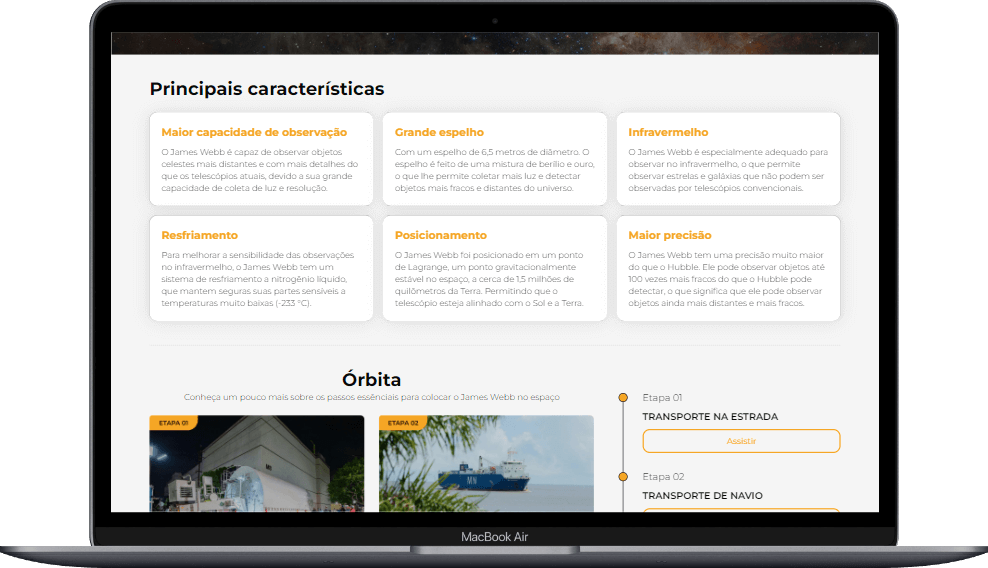 Principais características
Maior capacidade de observação
O James Webb é capaz de observar objetos
celestes mais distantes e com mais detalhes do
que os telescópios atuais, devido a sua grande
capacidade de coleta de luz e resolução.
Grande espelho
Com um espelho de 6,5 metros de diâmetro. O
espelho é feito de uma mistura de berílio e ouro,
o que lhe permite coletar mais luz e detectar
objetos mais fracos e distantes do universo.
Infravermelho
O James Webb é especialmente adequado para
observar no infravermelho, o que permite
observar estrelas e galáxias que não podem ser
observadas por telescópios convencionais.
Resfriamento
Para melhorar a sensibilidade das observações
no infravermelho, o James Webb tem um
sistema de resfriamento a nitrogênio líquido,
que mantem seguras suas partes sensíveis a
temperaturas muito baixas (-233 °C).
Posicionamento
O James Webb foi posicionado em um ponto
de Lagrange, um ponto gravitacionalmente
estável no espaço, a cerca de 1,5 milhões de
quilômetros da Terra. Permitindo que o
telescópio esteja alinhado com o Sol e a Terra.
Maior precisão
O James Webb tem uma precisão muito maior
do que o Hubble. Ele pode observar objetos até
100 vezes mais fracos do que o Hubble pode
detectar, o que significa que ele pode observar
objetos ainda mais distantes e mais fracos.
Órbita
Conheça um pouco mais sobre os passos essênciais para colocar o James Webb no espaço
ETAPA 01
ETAPA 02
MN
Etapa 01
TRANSPORTE NA ESTRADA
Assistir
Etapa 02
TRANSPORTE DE NAVIO
MacBook Air